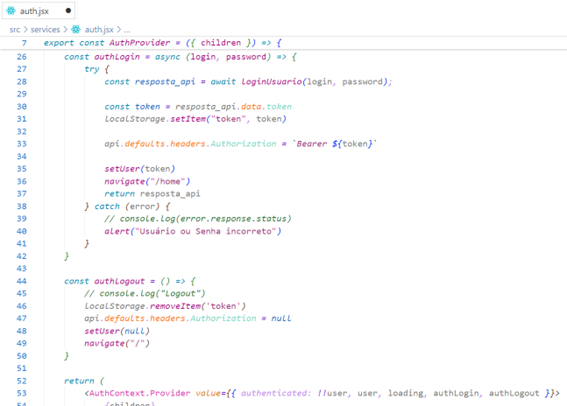 auth.jsx
src > services > auth.jsx > ...
7 export const AuthProvider = ({ children }) => {
26 const authLogin = async (login, password) => {
27 try {
28 const resposta_api = await LoginUsuario(login, password);
29
30 const token = resposta_api.data.token
31 localStorage.setItem("token", token)
32
33 api.defaults.headers.Authorization = `Bearer ${token}`
34
35 setUser(token)
36 navigate("/home")
37 return resposta_api
38 } catch (error) {
39 // console.log(error.response.status)
40 alert("Usuário ou Senha incorreto")
41 }
42 }
43
44 const authLogout = () => {
45 // console.log("Logout")
46 localStorage.removeItem('token')
47 api.defaults.headers.Authorization = null
48 setUser(null)
49 navigate("/")
50 }
51
52 return (
53 <AuthContext.Provider value={{ authenticated: !!user, user, loading, authLogin, authLogout }}>
54 {children}